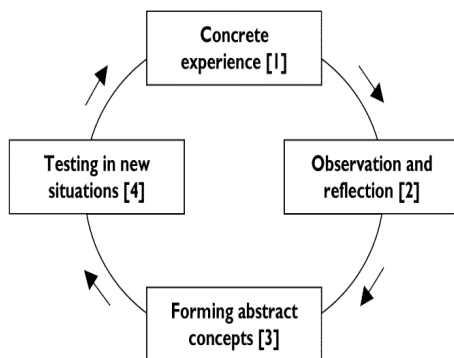 Concrete
experience [1]
Observation and
reflection [2]
Forming abstract
concepts [3]
Testing in new
situations [4]